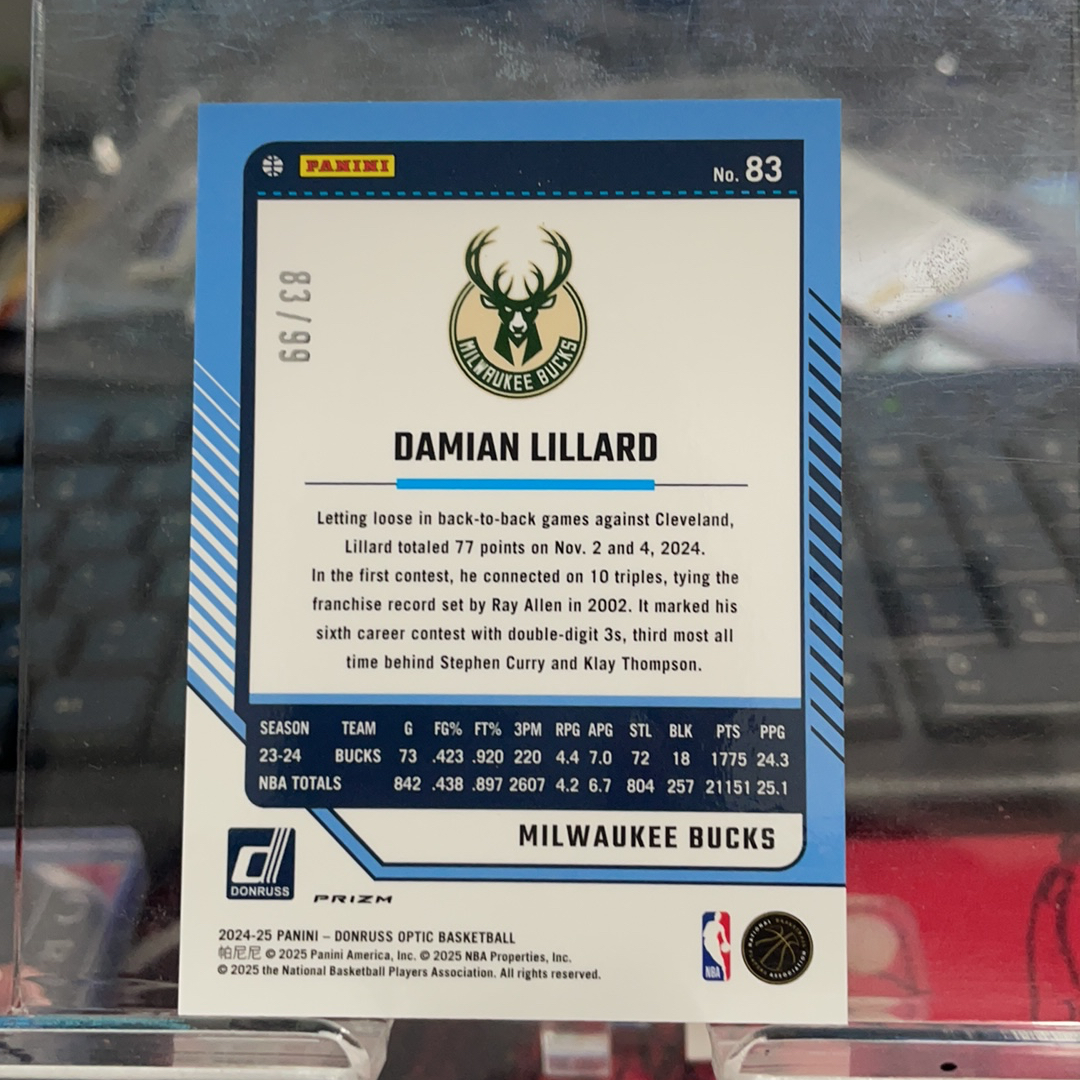 PANINI
No. 83
83/99
MILWAUKEE BUCKS
DAMIAN LILLARD
Letting loose in back-to-back games against Cleveland,
Lillard totaled 77 points on Nov. 2 and 4, 2024.
In the first contest, he connected on 10 triples, tying the
franchise record set by Ray Allen in 2002. It marked his
sixth career contest with double-digit 3s, third most all
time behind Stephen Curry and Klay Thompson.
SEASON TEAM G FG% FT% 3PM RPG APG STL BLK PTS PPG
23-24 BUCKS 73 .423 .920 220 4.4 7.0 72 18 1775 24.3
NBA TOTALS 842 .438 .897 2607 4.2 6.7 804 257 21151 25.1
MILWAUKEE BUCKS
DONRUSS
PRIZM
2024-25 PANINI – DONRUSS OPTIC BASKETBALL
帕尼尼 © 2025 Panini America, Inc. © 2025 NBA Properties, Inc.
© 2025 the National Basketball Players Association. All rights reserved.
NBA
NATIONAL BASKETBALL PLAYERS ASSOCIATION